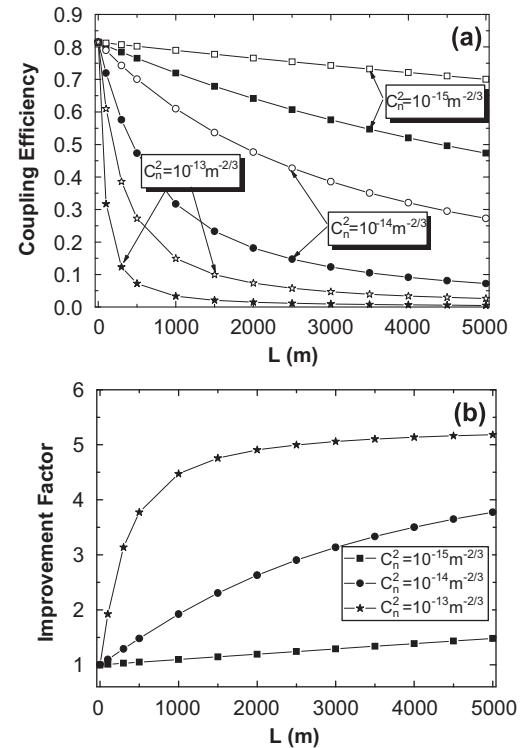 (a)
Coupling Efficiency
0.9
0.8
0.7
0.6
0.5
0.4
0.3
0.2
0.1
0.0
C_n^2=10^-15 m^-2/3
C_n^2=10^-13 m^-2/3
C_n^2=10^-14 m^-2/3
0 1000 2000 3000 4000 5000
L (m)
(b)
Improvement Factor
6
5
4
3
2
1
C_n^2=10^-15 m^-2/3
C_n^2=10^-14 m^-2/3
C_n^2=10^-13 m^-2/3
0 1000 2000 3000 4000 5000
L (m)